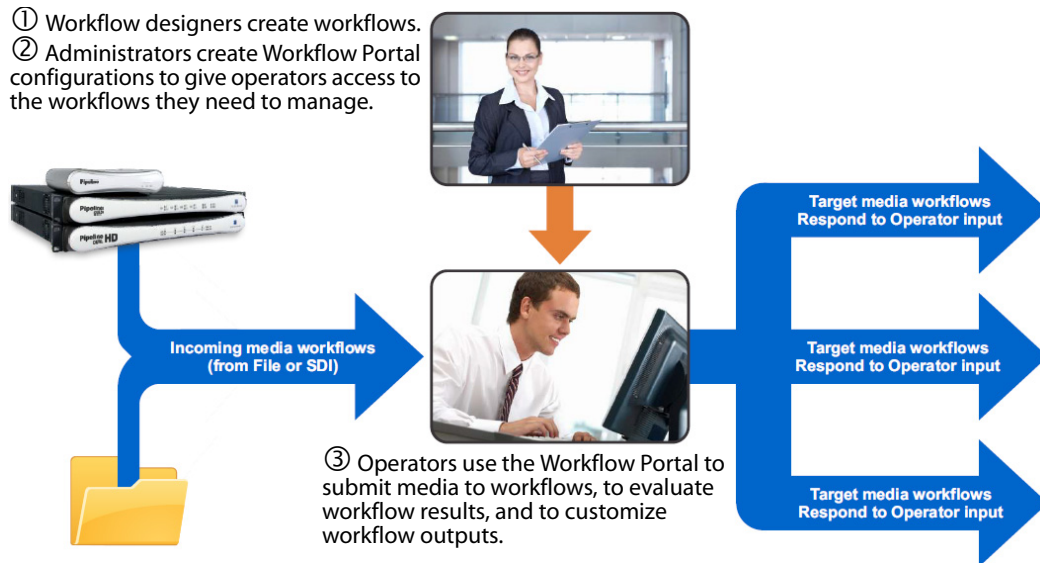 ① Workflow designers create workflows.
② Administrators create Workflow Portal
configurations to give operators access to
the workflows they need to manage.
Pipeline
Pipeline
Pipeline
HD
Incoming media workflows
(from File or SDI)
Target media workflows
Respond to Operator input
Target media workflows
Respond to Operator input
Target media workflows
Respond to Operator input
③ Operators use the Workflow Portal to
submit media to workflows, to evaluate
workflow results, and to customize
workflow outputs.